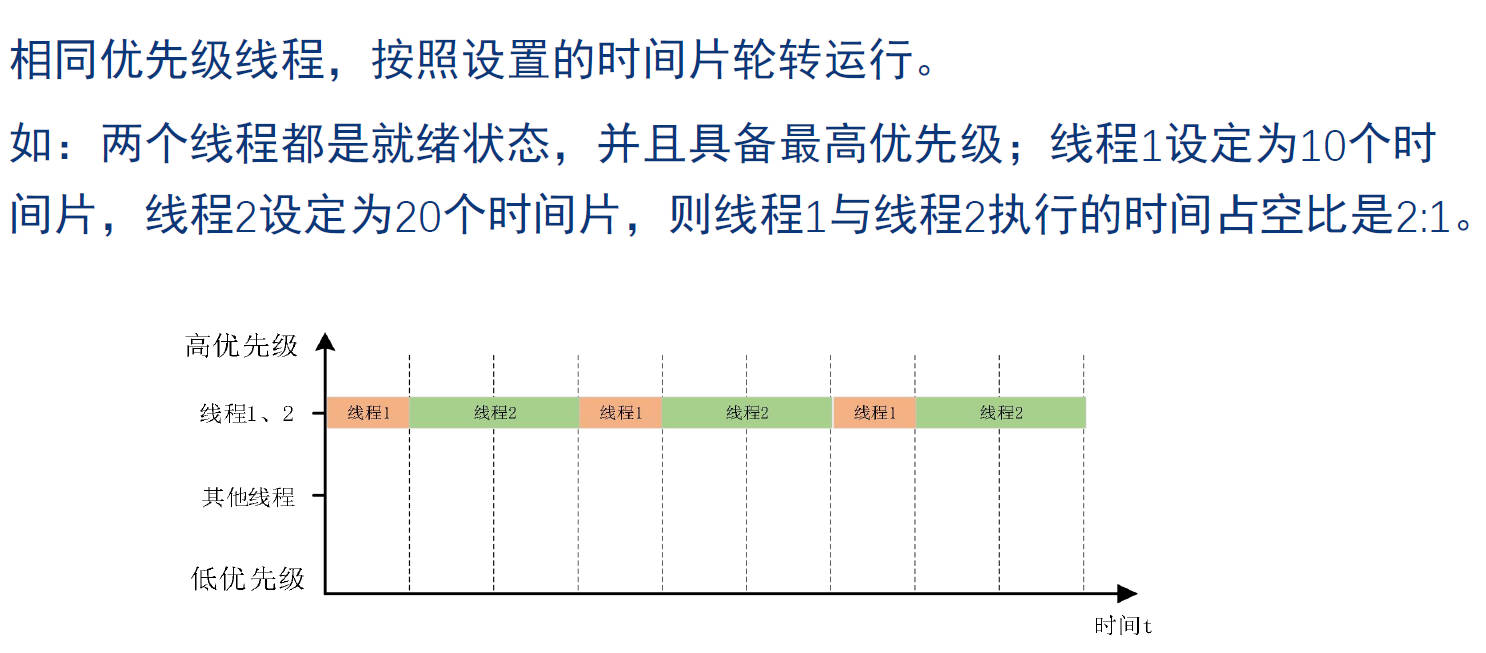 相同优先级线程，按照设置的时间片轮转运行。
如：两个线程都是就绪状态，并且具备最高优先级；线程1设定为10个时
间片，线程2设定为20个时间片，则线程1与线程2执行的时间占空比是2:1。
高优先级
线程1、2
线程1 线程2 线程1 线程2 线程1 线程2
其他线程
低优先级
时间t